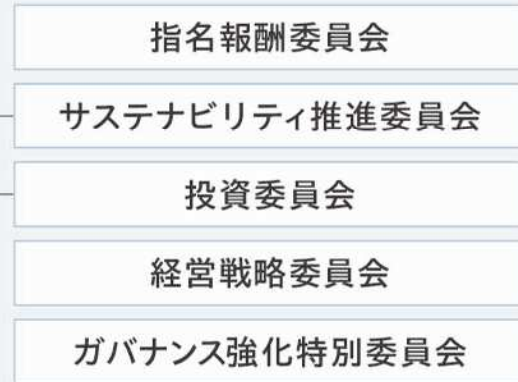 指名報酬委員会
サステナビリティ推進委員会
投資委員会
経営戦略委員会
ガバナンス強化特別委員会